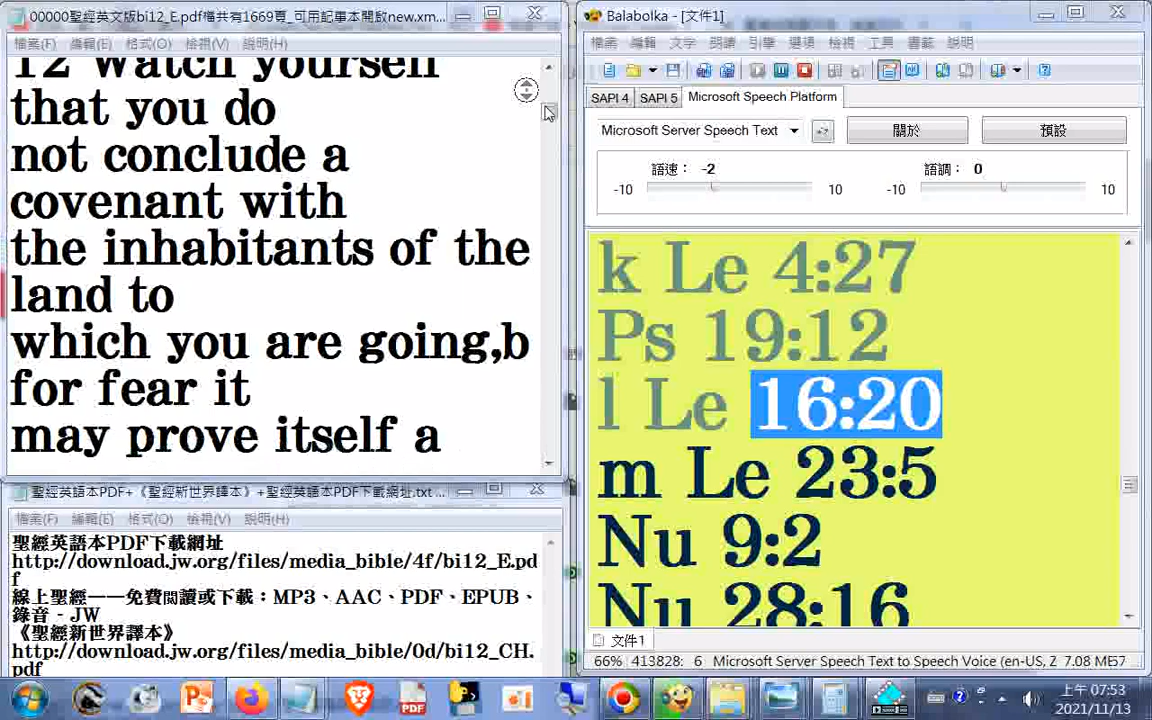 00000聖經英文版bi12_E.pdf檔共有1669頁_可用記事本開啟new.xm...
檔案(F) 編輯(E) 格式(O) 檢視(V) 說明(H)
12 Watch yourself
that you do
not conclude a
covenant with
the inhabitants of the
land to
which you are going,b
for fear it
may prove itself a
聖經英語本PDF+《聖經新世界譯本》+聖經英語本PDF下載網址.txt ...
檔案(F) 編輯(E) 格式(O) 檢視(V) 說明(H)
聖經英語本PDF下載網址
http://download.jw.org/files/media_bible/4f/bi12_E.pd
f
線上聖經——免費閱讀或下載：MP3、AAC、PDF、EPUB、
錄音 - JW
《聖經新世界譯本》
http://download.jw.org/files/media_bible/0d/bi12_CH.
pdf
Balabolka - [文件1]
檔案 編輯 文字 朗讀 引擎 選項 檢視 工具 書籤 說明
SAPI 4 SAPI 5 Microsoft Speech Platform
Microsoft Server Speech Text 關於 預設
語速： -2 語調： 0
-10 10 -10 10
k Le 4:27
Ps 19:12
l Le 16:20
m Le 23:5
Nu 9:2
Nu 28:16
文件1
66% 413828: 6 Microsoft Server Speech Text to Speech Voice (en-US, Z 7.08 ME57
上午 07:53
2021/11/13